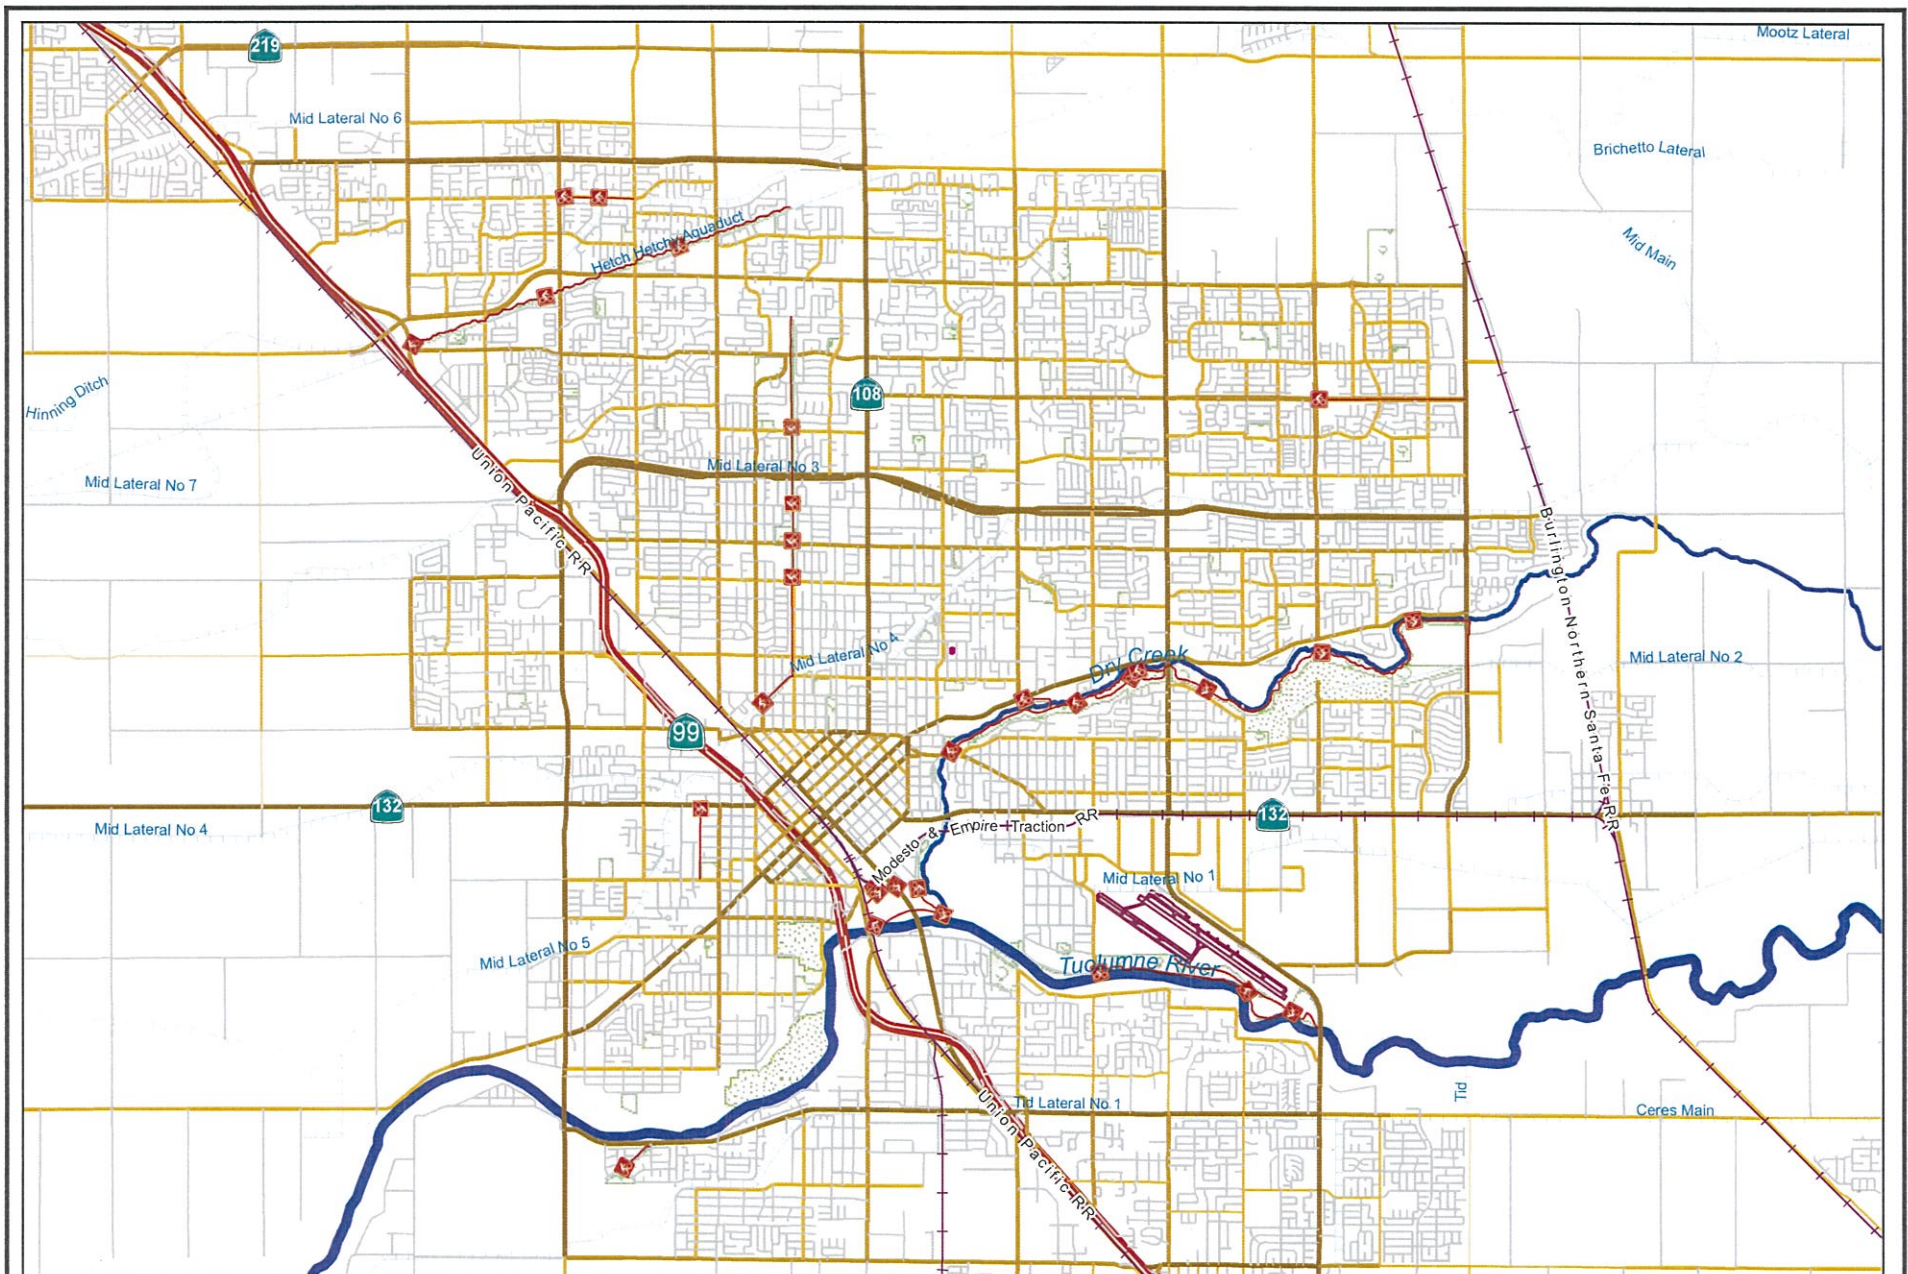 Mootz Lateral
219
Mid Lateral No 6
Brichetto Lateral
Mid Main
Hetch Hetchy Aquaduct
Hinning Ditch
108
Mid Lateral No 3
Union Pacific RR
Mid Lateral No 7
Burlington Northern Santa Fe RR
Mid Lateral No 4
Dry Creek
Mid Lateral No 2
99
132
132
Mid Lateral No 4
Modesto & Empire Traction RR
Mid Lateral No 1
Mid Lateral No 5
Tuolumne River
Tid
Tid Lateral No 1
Ceres Main
Union Pacific RR